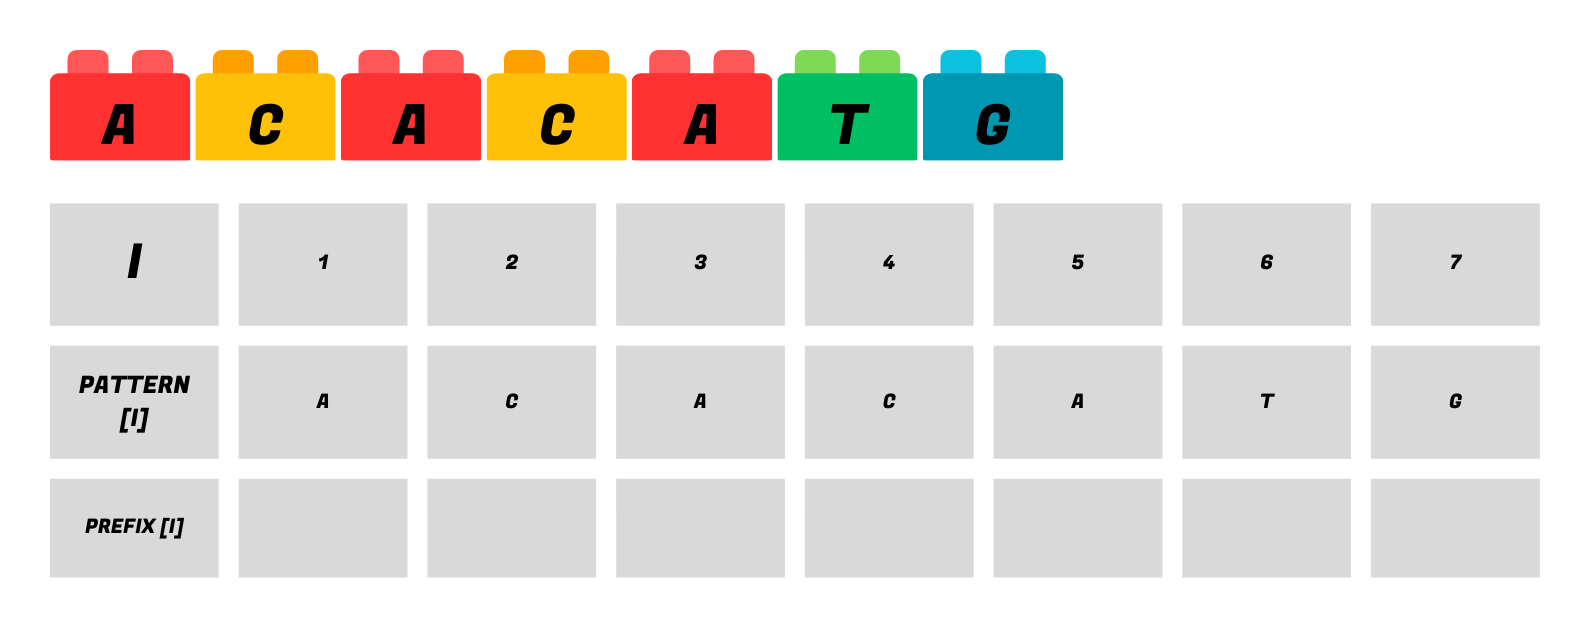 A C A C A T G
I 1 2 3 4 5 6 7
PATTERN
[I] A C A C A T G
PREFIX [I]